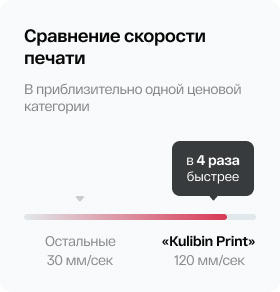 Сравнение скорости
печати
В приблизительно одной ценовой
категории
в 4 раза
быстрее
Остальные
30 мм/сек
«Kulibin Print»
120 мм/сек